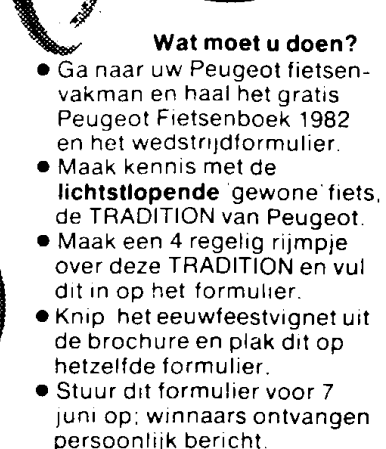 Wat moet u doen?
● Ga naar uw Peugeot fietsen-
vakman en haal het gratis
Peugeot Fietsenboek 1982
en het wedstrijdformulier.
● Maak kennis met de
lichtstlopende 'gewone' fiets,
de TRADITION van Peugeot.
● Maak een 4 regelig rijmpje
over deze TRADITION en vul
dit in op het formulier.
● Knip het eeuwfeestvignet uit
de brochure en plak dit op
hetzelfde formulier.
● Stuur dit formulier voor 7
juni op; winnaars ontvangen
persoonlijk bericht.